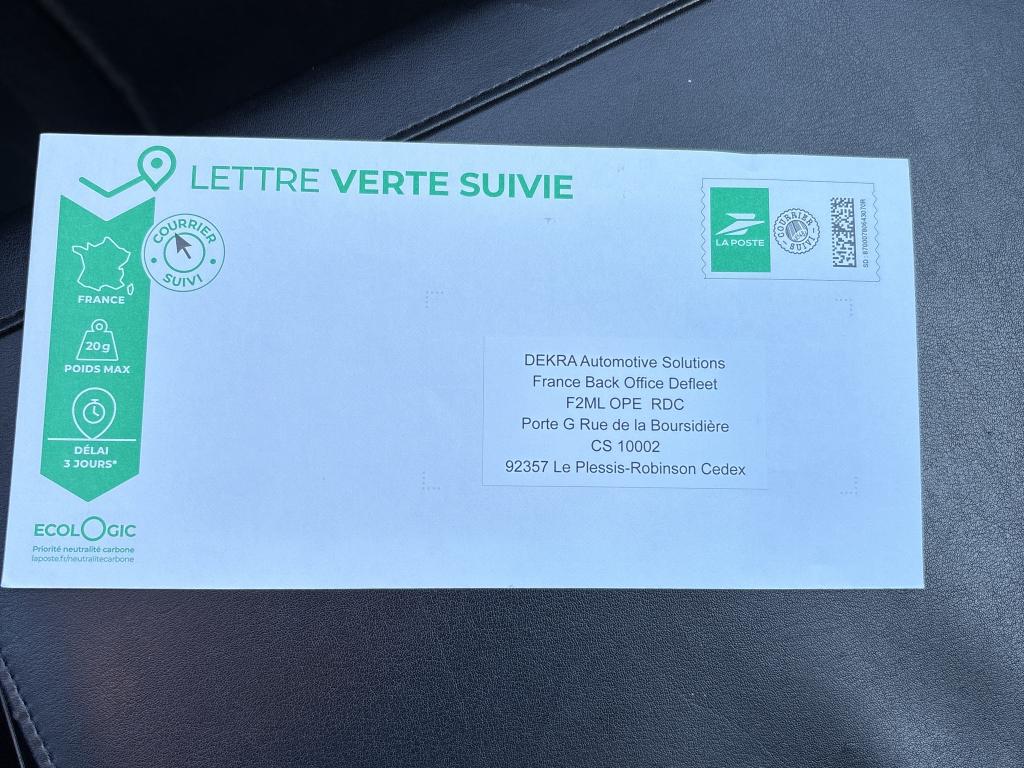 LETTRE VERTE SUIVIE
COURRIER
SUIVI
FRANCE
20g
POIDS MAX
DÉLAI
3 JOURS*
ECOLOGIC
Priorité neutralité carbone
laposte.fr/neutralitecarbone
LA POSTE
COURRIER
SUIVI
SD : 87000780643070R
DEKRA Automotive Solutions
France Back Office Defleet
F2ML OPE RDC
Porte G Rue de la Boursidière
CS 10002
92357 Le Plessis-Robinson Cedex